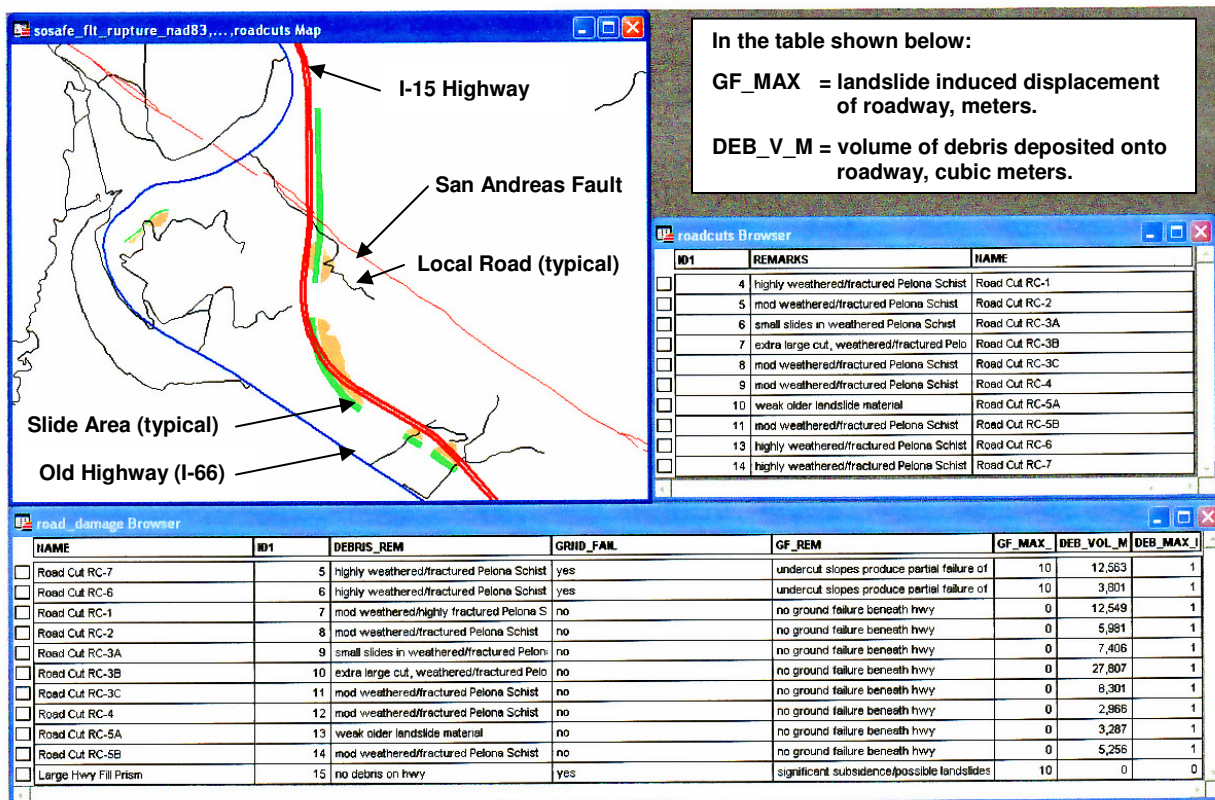 sosafe_flt_rupture_nad83,...,roadcuts Map
I-15 Highway
San Andreas Fault
Local Road (typical)
Slide Area (typical)
Old Highway (I-66)
In the table shown below:
GF_MAX = landslide induced displacement
of roadway, meters.
DEB_V_M = volume of debris deposited onto
roadway, cubic meters.
roadcuts Browser
ID1 REMARKS NAME
4 highly weathered/fractured Pelona Schist Road Cut RC-1
5 mod weathered/fractured Pelona Schist Road Cut RC-2
6 small slides in weathered Pelona Schist Road Cut RC-3A
7 extra large cut, weathered/fractured Pelo Road Cut RC-3B
8 mod weathered/fractured Pelona Schist Road Cut RC-3C
9 mod weathered/fractured Pelona Schist Road Cut RC-4
10 weak older landslide material Road Cut RC-5A
11 mod weathered/fractured Pelona Schist Road Cut RC-5B
13 highly weathered/fractured Pelona Schist Road Cut RC-6
14 highly weathered/fractured Pelona Schist Road Cut RC-7
road_damage Browser
NAME ID1 DEBRIS_REM GRND_FAIL GF_REM GF_MAX_ DEB_VOL_M DEB_MAX_I
Road Cut RC-7 5 highly weathered/fractured Pelona Schist yes undercut slopes produce partial failure of 10 12,563 1
Road Cut RC-6 6 highly weathered/fractured Pelona Schist yes undercut slopes produce partial failure of 10 3,801 1
Road Cut RC-1 7 mod weathered/highly fractured Pelona S no no ground failure beneath hwy 0 12,549 1
Road Cut RC-2 8 mod weathered/fractured Pelona Schist no no ground failure beneath hwy 0 5,981 1
Road Cut RC-3A 9 small slides in weathered/fractured Pelon no no ground failure beneath hwy 0 7,406 1
Road Cut RC-3B 10 extra large cut, weathered/fractured Pelo no no ground failure beneath hwy 0 27,807 1
Road Cut RC-3C 11 mod weathered/fractured Pelona Schist no no ground failure beneath hwy 0 8,301 1
Road Cut RC-4 12 mod weathered/fractured Pelona Schist no no ground failure beneath hwy 0 2,966 1
Road Cut RC-5A 13 weak older landslide material no no ground failure beneath hwy 0 3,287 1
Road Cut RC-5B 14 mod weathered/fractured Pelona Schist no no ground failure beneath hwy 0 5,256 1
Large Hwy Fill Prism 15 no debris on hwy yes significant subsidence/possible landslides 10 0 0